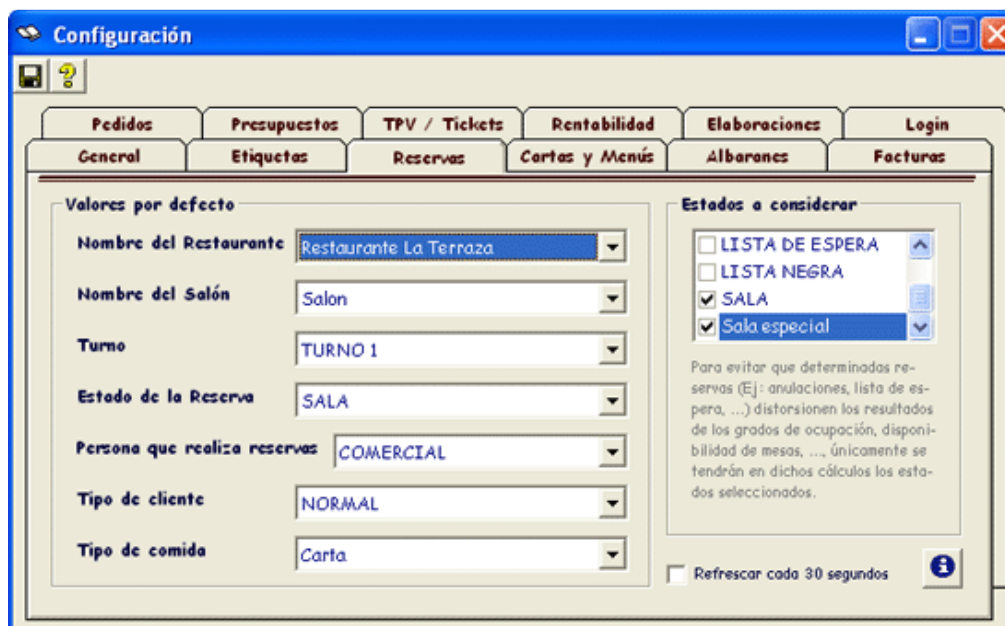 Configuración
Pedidos
Presupuestos
TPV / Tickets
Rentabilidad
Elaboraciones
Login
General
Etiquetas
Reservas
Cartas y Menús
Albaranes
Facturas
Valores por defecto
Nombre del Restaurante
Restaurante La Terraza
Nombre del Salón
Salon
Turno
TURNO 1
Estado de la Reserva
SALA
Persona que realiza reservas
COMERCIAL
Tipo de cliente
NORMAL
Tipo de comida
Carta
Estados a considerar
LISTA DE ESPERA
LISTA NEGRA
SALA
Sala especial
Para evitar que determinadas re-
servas (Ej: anulaciones, lista de es-
pera, ...) distorsionen los resultados
de los grados de ocupación, disponi-
bilidad de mesas, ..., únicamente se
tendrán en dichos cálculos los esta-
dos seleccionados.
Refrescar cada 30 segundos